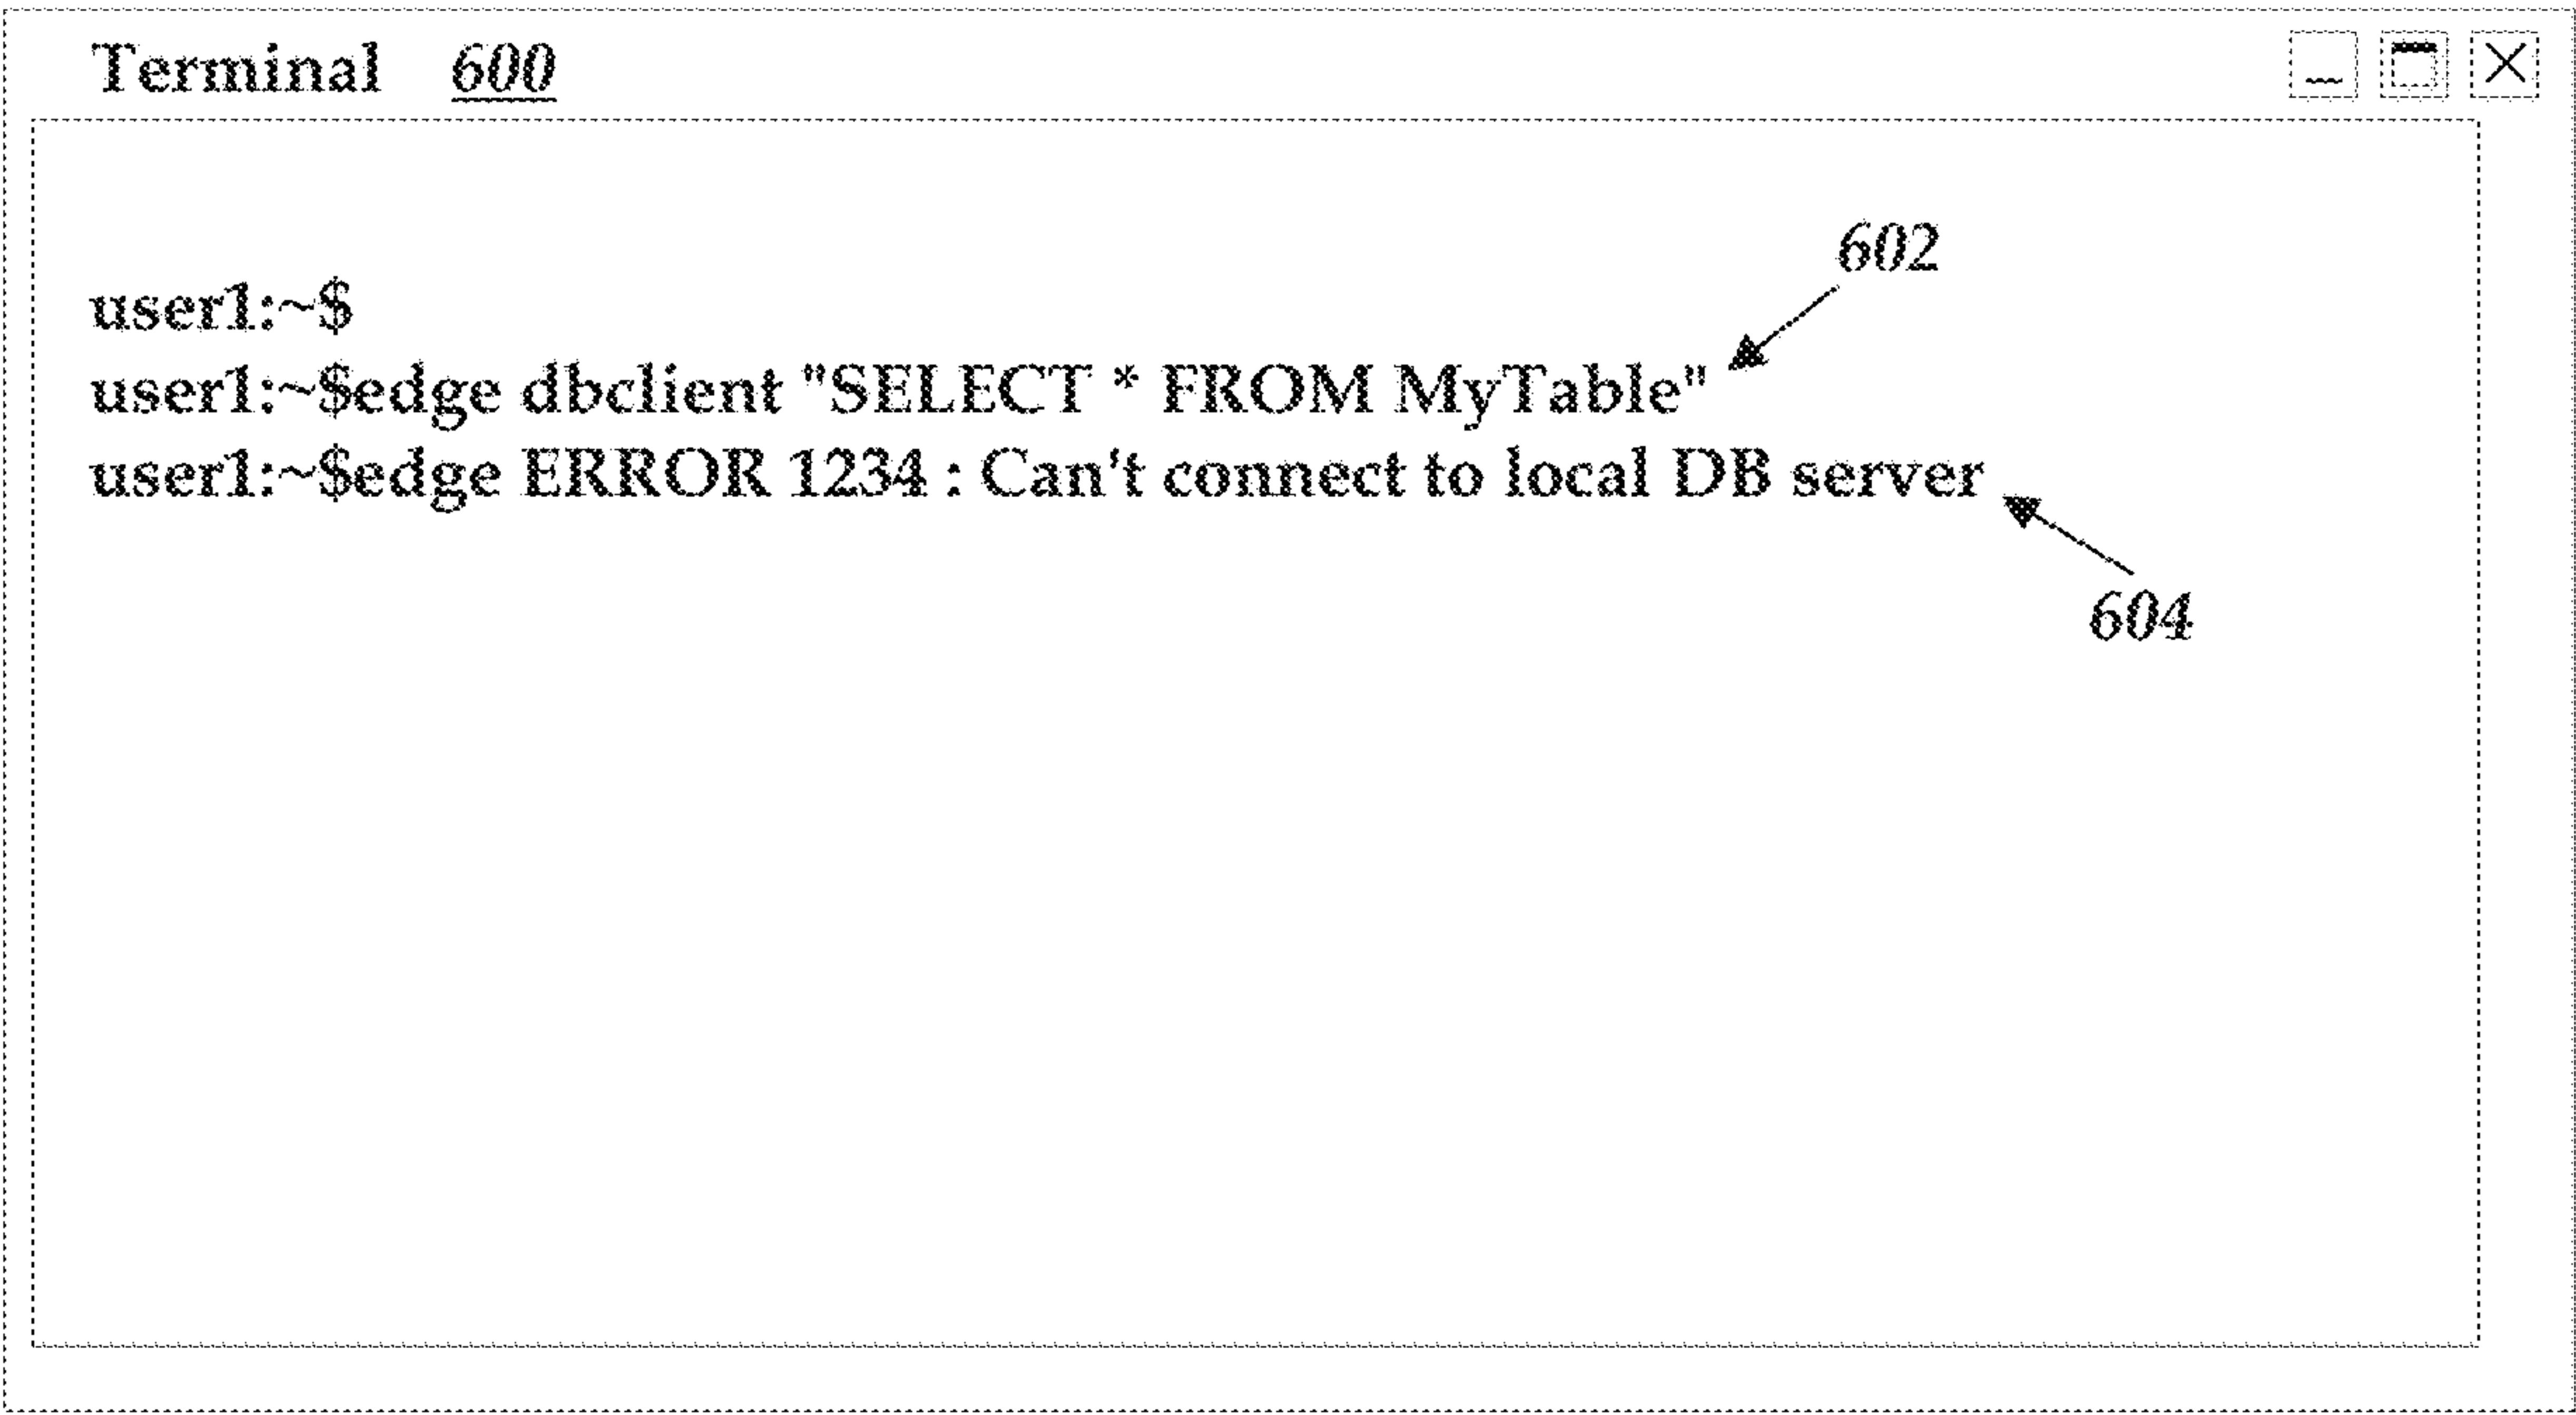 Terminal 600
602
user1:~$
user1:~$edge dbclient "SELECT * FROM MyTable"
user1:~$edge ERROR 1234 : Can't connect to local DB server
604